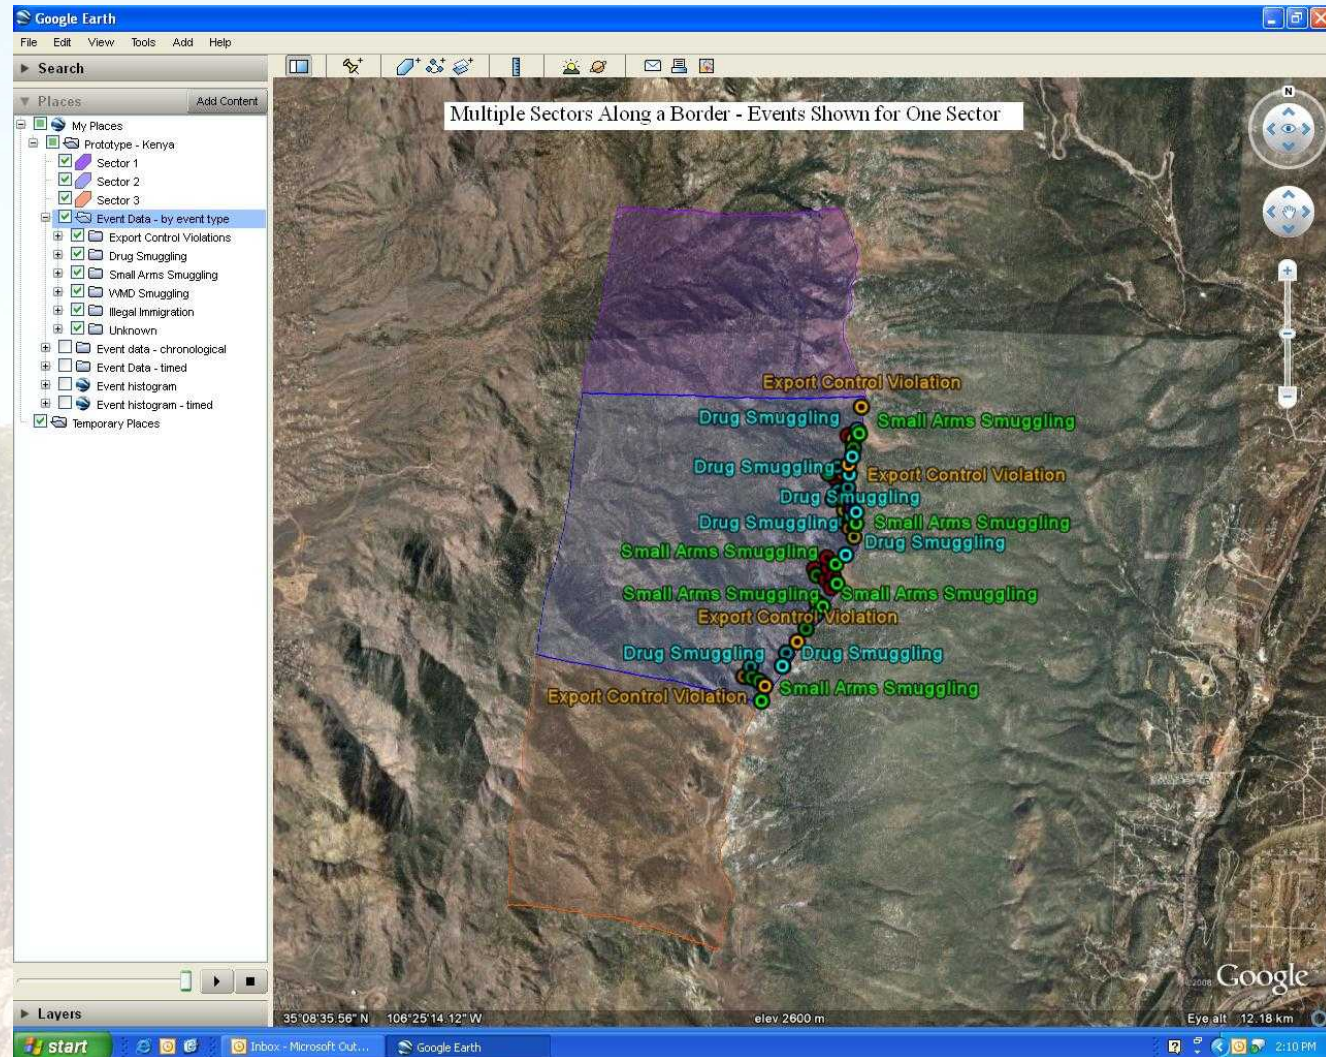 Google Earth
File Edit View Tools Add Help
Search
Places
Add Content
My Places
Prototype - Kenya
Sector 1
Sector 2
Sector 3
Event Data - by event type
Export Control Violations
Drug Smuggling
Small Arms Smuggling
WMD Smuggling
Illegal Immigration
Unknown
Event data - chronological
Event Data - timed
Event histogram
Event histogram - timed
Temporary Places
Layers
Multiple Sectors Along a Border - Events Shown for One Sector
N
Export Control Violation
Drug Smuggling
Small Arms Smuggling
Drug Smuggling
Export Control Violation
Drug Smuggling
Drug Smuggling
Small Arms Smuggling
Drug Smuggling
Small Arms Smuggling
Small Arms Smuggling
Small Arms Smuggling
Export Control Violation
Drug Smuggling
Drug Smuggling
Small Arms Smuggling
Export Control Violation
Google
35°08'35.56" N 106°25'14.12" W
elev 2600 m
Eye alt 12.18 km
start
Inbox - Microsoft Out...
Google Earth
2:10 PM